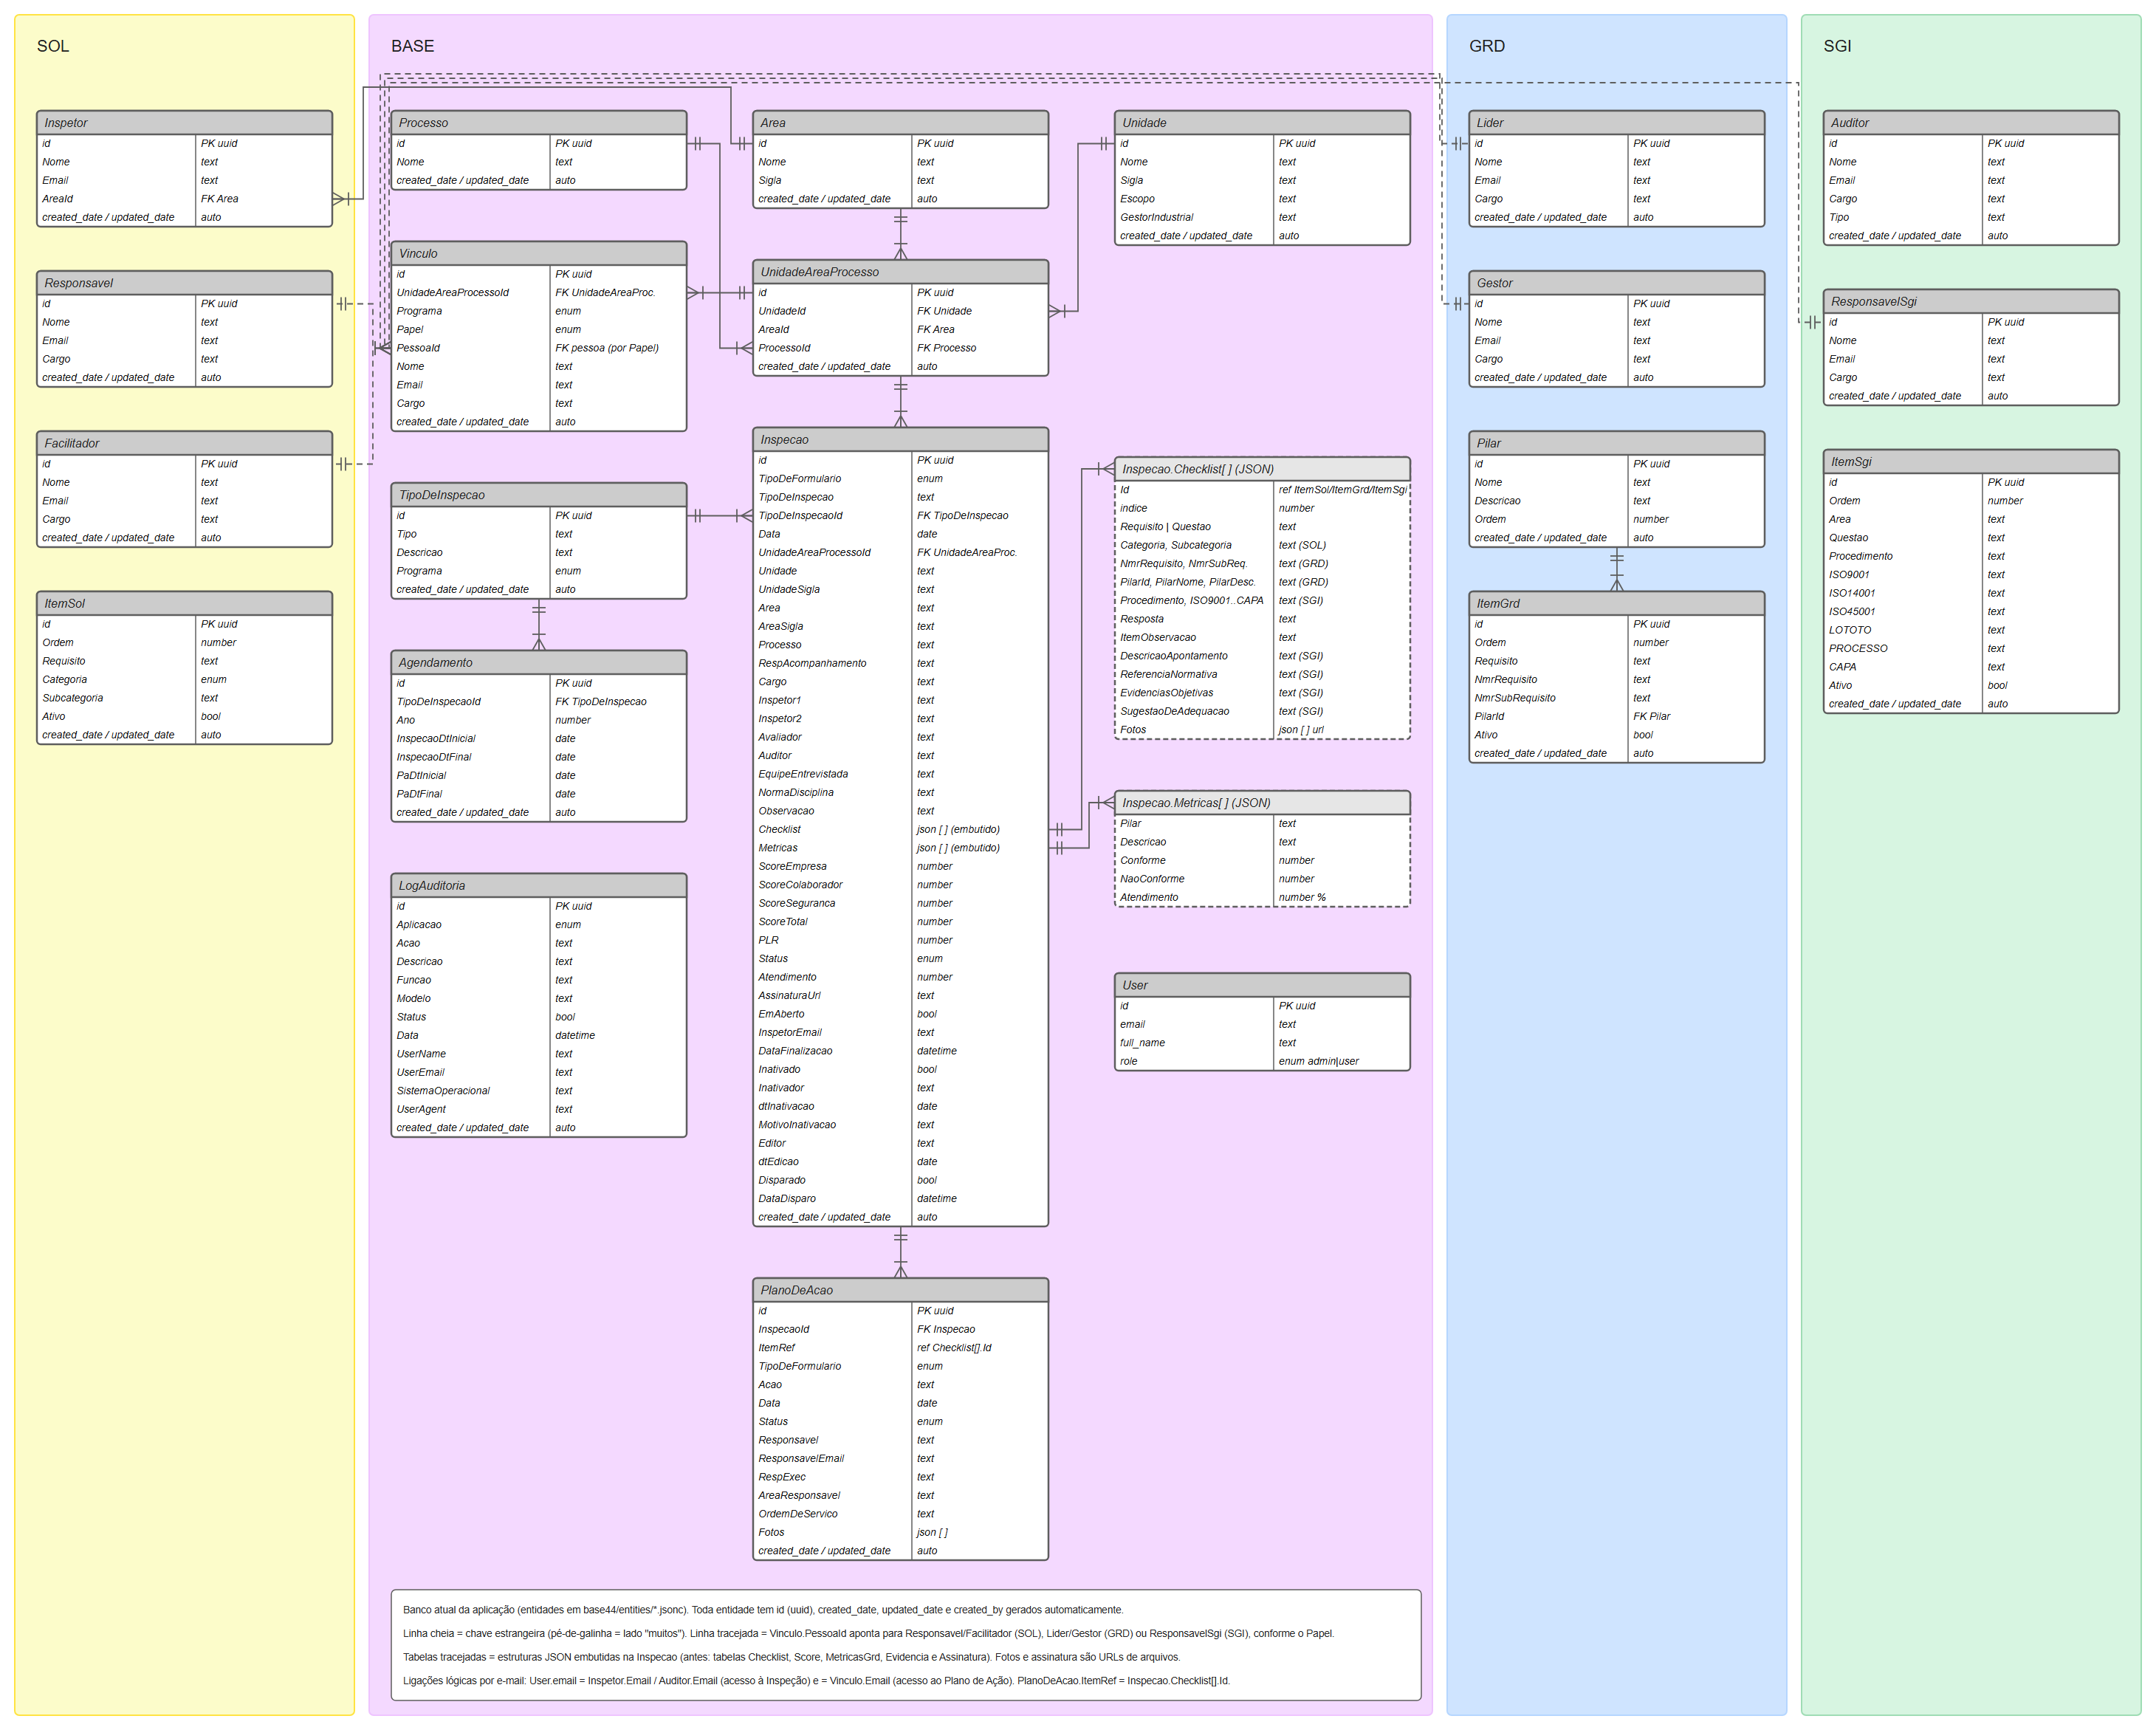 SOL
Inspetor
id PK uuid
Nome text
Email text
AreaId FK Area
created_date / updated_date auto
Responsavel
id PK uuid
Nome text
Email text
Cargo text
created_date / updated_date auto
Facilitador
id PK uuid
Nome text
Email text
Cargo text
created_date / updated_date auto
ItemSol
id PK uuid
Ordem number
Requisito text
Categoria enum
Subcategoria text
Ativo bool
created_date / updated_date auto
BASE
Processo
id PK uuid
Nome text
created_date / updated_date auto
Vinculo
id PK uuid
UnidadeAreaProcessoId FK UnidadeAreaProc.
Programa enum
Papel enum
PessoaId FK pessoa (por Papel)
Nome text
Email text
Cargo text
created_date / updated_date auto
TipoDeInspecao
id PK uuid
Tipo text
Descricao text
Programa enum
created_date / updated_date auto
Agendamento
id PK uuid
TipoDeInspecaoId FK TipoDeInspecao
Ano number
InspecaoDtInicial date
InspecaoDtFinal date
PaDtInicial date
PaDtFinal date
created_date / updated_date auto
LogAuditoria
id PK uuid
Aplicacao enum
Acao text
Descricao text
Funcao text
Modelo text
Status bool
Data datetime
UserName text
UserEmail text
SistemaOperacional text
UserAgent text
created_date / updated_date auto
Area
id PK uuid
Nome text
Sigla text
created_date / updated_date auto
UnidadeAreaProcesso
id PK uuid
UnidadeId FK Unidade
AreaId FK Area
ProcessoId FK Processo
created_date / updated_date auto
Inspecao
id PK uuid
TipoDeFormulario enum
TipoDeInspecao text
TipoDeInspecaoId FK TipoDeInspecao
Data date
UnidadeAreaProcessoId FK UnidadeAreaProc.
Unidade text
UnidadeSigla text
Area text
AreaSigla text
Processo text
RespAcompanhamento text
Cargo text
Inspetor1 text
Inspetor2 text
Avaliador text
Auditor text
EquipeEntrevistada text
NormaDisciplina text
Observacao text
Checklist json [ ] (embutido)
Metricas json [ ] (embutido)
ScoreEmpresa number
ScoreColaborador number
ScoreSeguranca number
ScoreTotal number
PLR number
Status enum
Atendimento number
AssinaturaUrl text
EmAberto bool
InspetorEmail text
DataFinalizacao datetime
Inativado bool
Inativador text
dtInativacao date
MotivoInativacao text
Editor text
dtEdicao date
Disparado bool
DataDisparo datetime
created_date / updated_date auto
PlanoDeAcao
id PK uuid
InspecaoId FK Inspecao
ItemRef ref Checklist[].Id
TipoDeFormulario enum
Acao text
Data date
Status enum
Responsavel text
ResponsavelEmail text
RespExec text
AreaResponsavel text
OrdemDeServico text
Fotos json [ ]
created_date / updated_date auto
Unidade
id PK uuid
Nome text
Sigla text
Escopo text
GestorIndustrial text
created_date / updated_date auto
Inspecao.Checklist[ ] (JSON)
Id ref ItemSol/ItemGrd/ItemSgi
indice number
Requisito | Questao text
Categoria, Subcategoria text (SOL)
NmrRequisito, NmrSubReq. text (GRD)
PilarId, PilarNome, PilarDesc. text (GRD)
Procedimento, ISO9001..CAPA text (SGI)
Resposta text
ItemObservacao text
DescricaoApontamento text (SGI)
ReferenciaNormativa text (SGI)
EvidenciasObjetivas text (SGI)
SugestaoDeAdequacao text (SGI)
Fotos json [ ] url
Inspecao.Metricas[ ] (JSON)
Pilar text
Descricao text
Conforme number
NaoConforme number
Atendimento number %
User
id PK uuid
email text
full_name text
role enum admin|user
Banco atual da aplicação (entidades em base44/entities/*.jsonc). Toda entidade tem id (uuid), created_date, updated_date e created_by gerados automaticamente.
Linha cheia = chave estrangeira (pé-de-galinha = lado "muitos"). Linha tracejada = Vinculo.PessoaId aponta para Responsavel/Facilitador (SOL), Lider/Gestor (GRD) ou ResponsavelSgi (SGI), conforme o Papel.
Tabelas tracejadas = estruturas JSON embutidas na Inspecao (antes: tabelas Checklist, Score, MetricasGrd, Evidencia e Assinatura). Fotos e assinatura são URLs de arquivos.
Ligações lógicas por e-mail: User.email = Inspetor.Email / Auditor.Email (acesso à Inspeção) e = Vinculo.Email (acesso ao Plano de Ação). PlanoDeAcao.ItemRef = Inspecao.Checklist[].Id.
GRD
Lider
id PK uuid
Nome text
Email text
Cargo text
created_date / updated_date auto
Gestor
id PK uuid
Nome text
Email text
Cargo text
created_date / updated_date auto
Pilar
id PK uuid
Nome text
Descricao text
Ordem number
created_date / updated_date auto
ItemGrd
id PK uuid
Ordem number
Requisito text
NmrRequisito text
NmrSubRequisito text
PilarId FK Pilar
Ativo bool
created_date / updated_date auto
SGI
Auditor
id PK uuid
Nome text
Email text
Cargo text
Tipo text
created_date / updated_date auto
ResponsavelSgi
id PK uuid
Nome text
Email text
Cargo text
created_date / updated_date auto
ItemSgi
id PK uuid
Ordem number
Area text
Questao text
Procedimento text
ISO9001 text
ISO14001 text
ISO45001 text
LOTOTO text
PROCESSO text
CAPA text
Ativo bool
created_date / updated_date auto